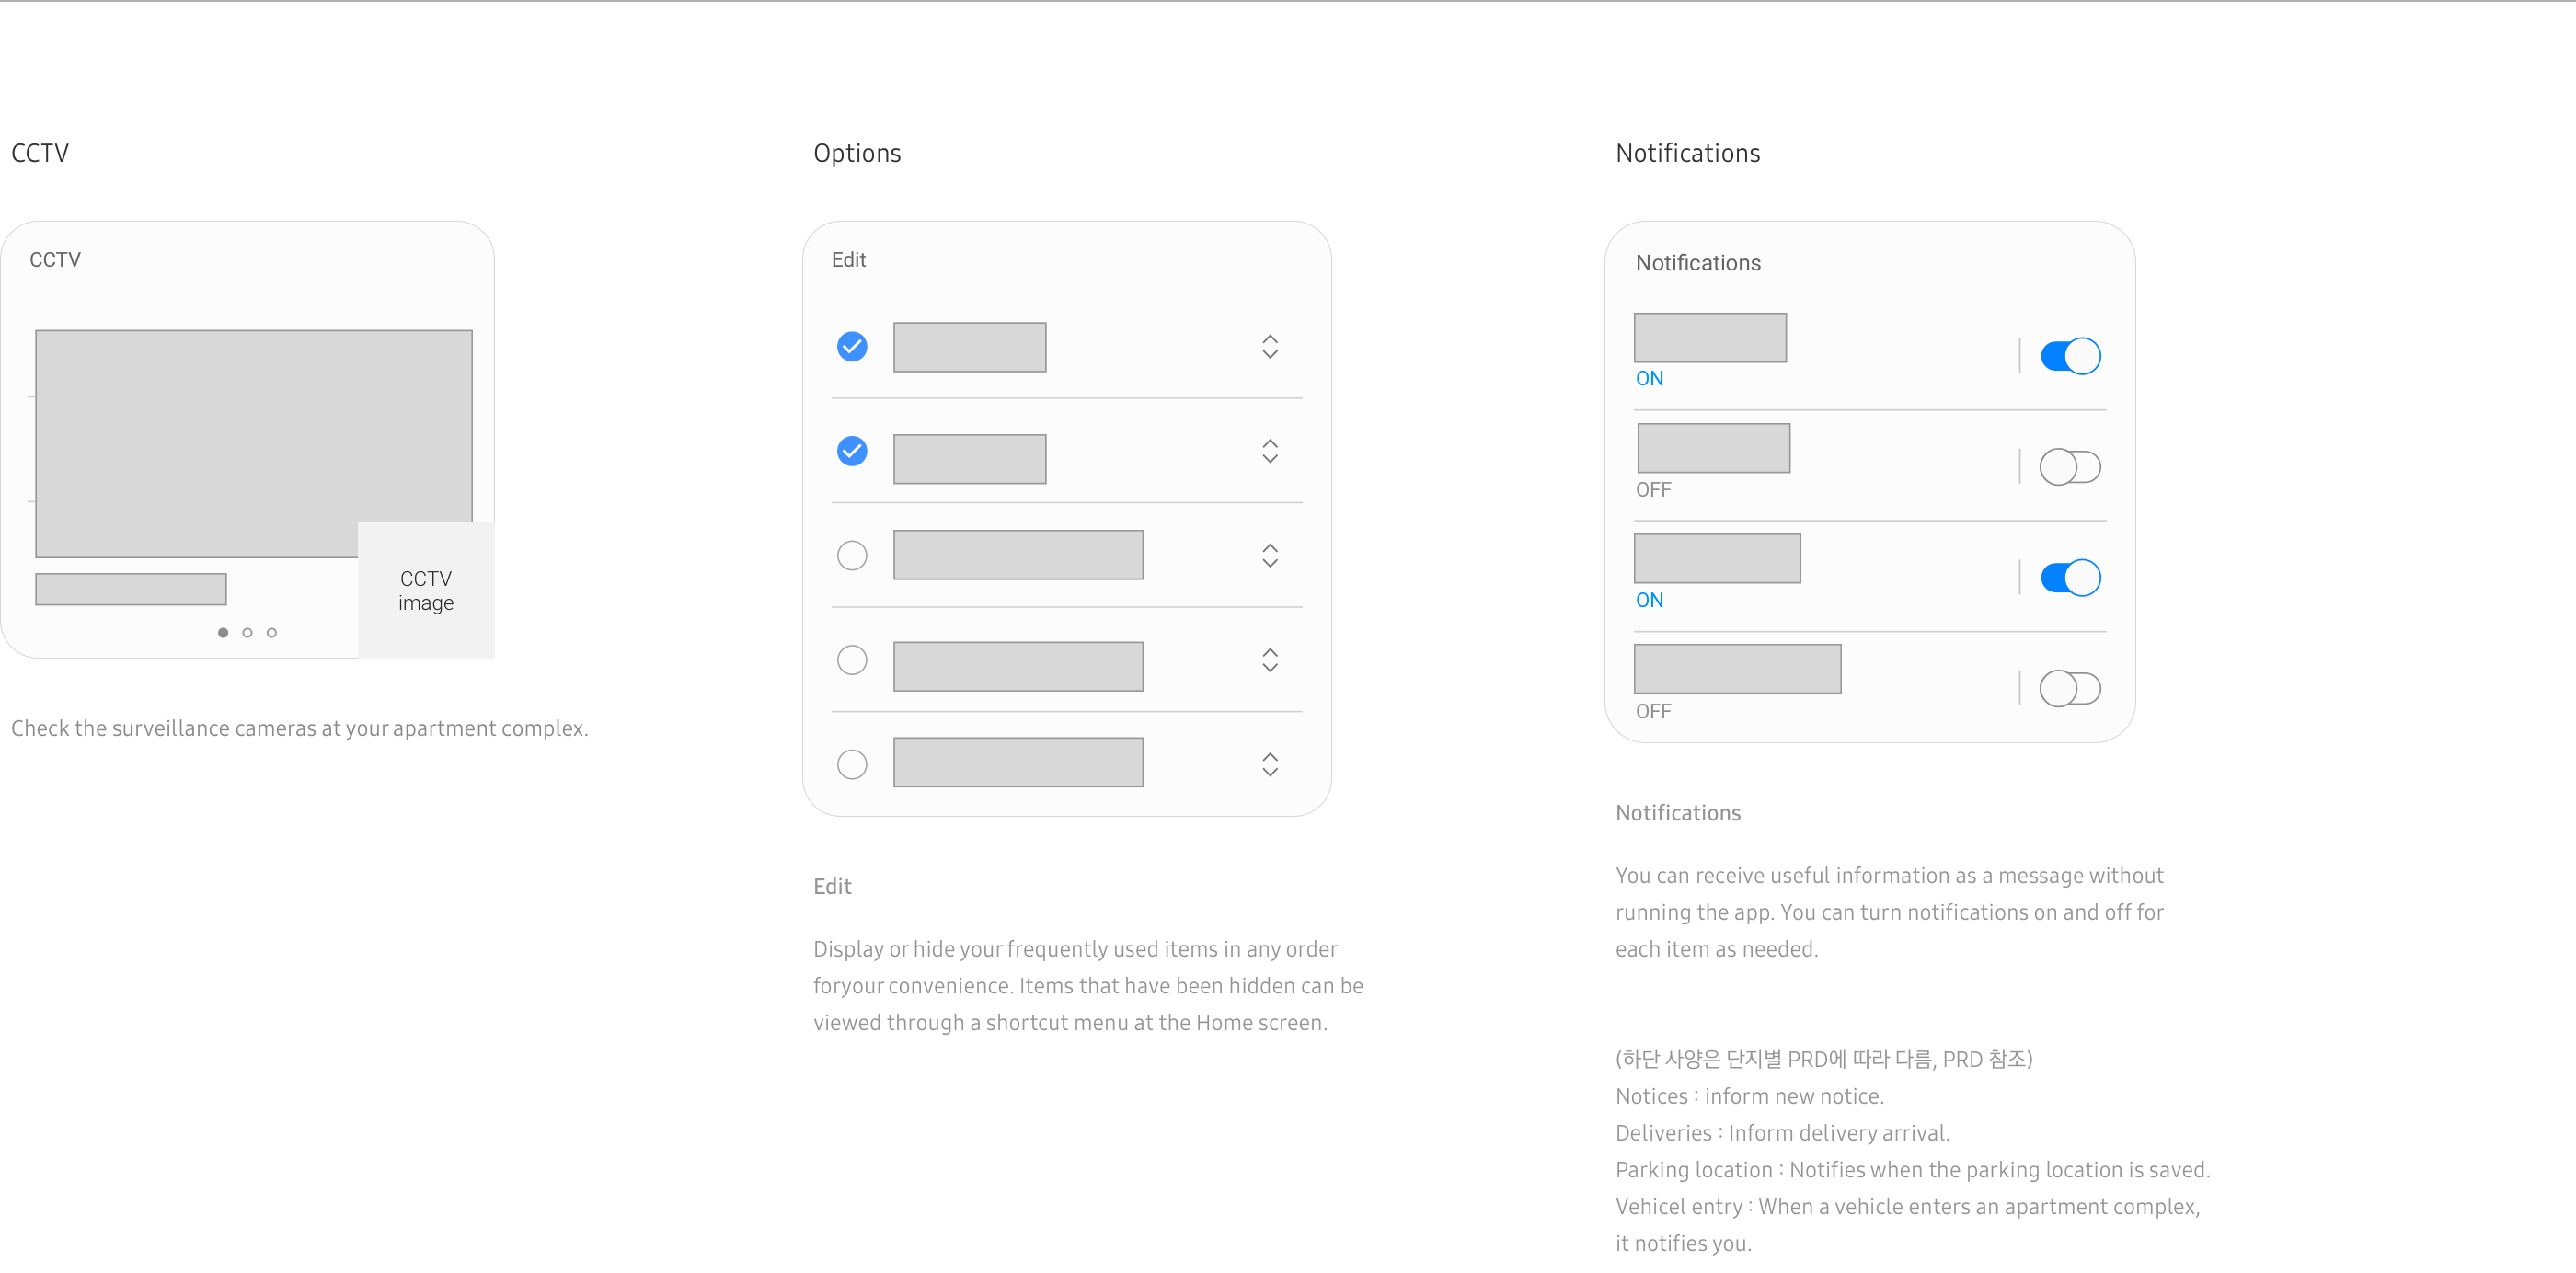 CCTV
CCTV
CCTV
image
Check the surveillance cameras at your apartment complex.
Options
Edit
Edit
Display or hide your frequently used items in any order
foryour convenience. Items that have been hidden can be
viewed through a shortcut menu at the Home screen.
Notifications
Notifications
ON
OFF
ON
OFF
Notifications
You can receive useful information as a message without
running the app. You can turn notifications on and off for
each item as needed.
(하단 사양은 단지별 PRD에 따라 다름, PRD 참조)
Notices : inform new notice.
Deliveries : Inform delivery arrival.
Parking location : Notifies when the parking location is saved.
Vehicel entry : When a vehicle enters an apartment complex,
it notifies you.